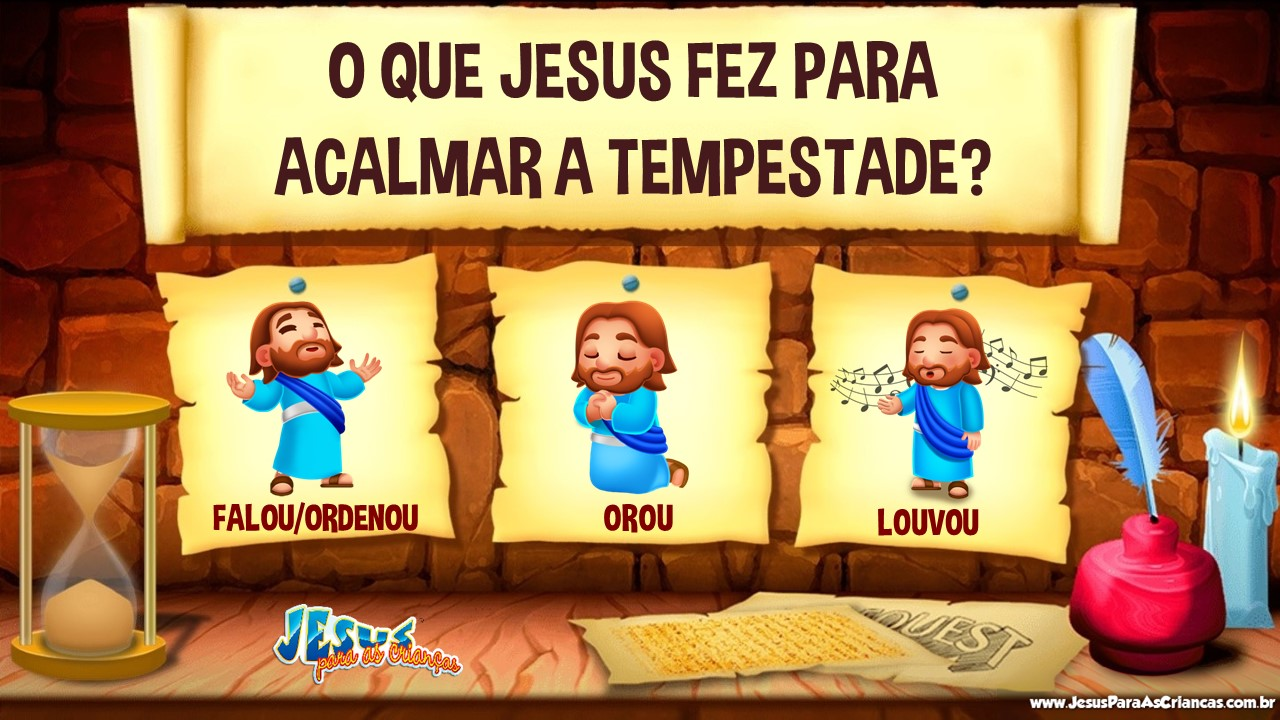 O QUE JESUS FEZ PARA
ACALMAR A TEMPESTADE?
FALOU/ORDENOU
OROU
LOUVOU
JESUS
para as crianças
QUEST
www.JesusParaAsCriancas.com.br